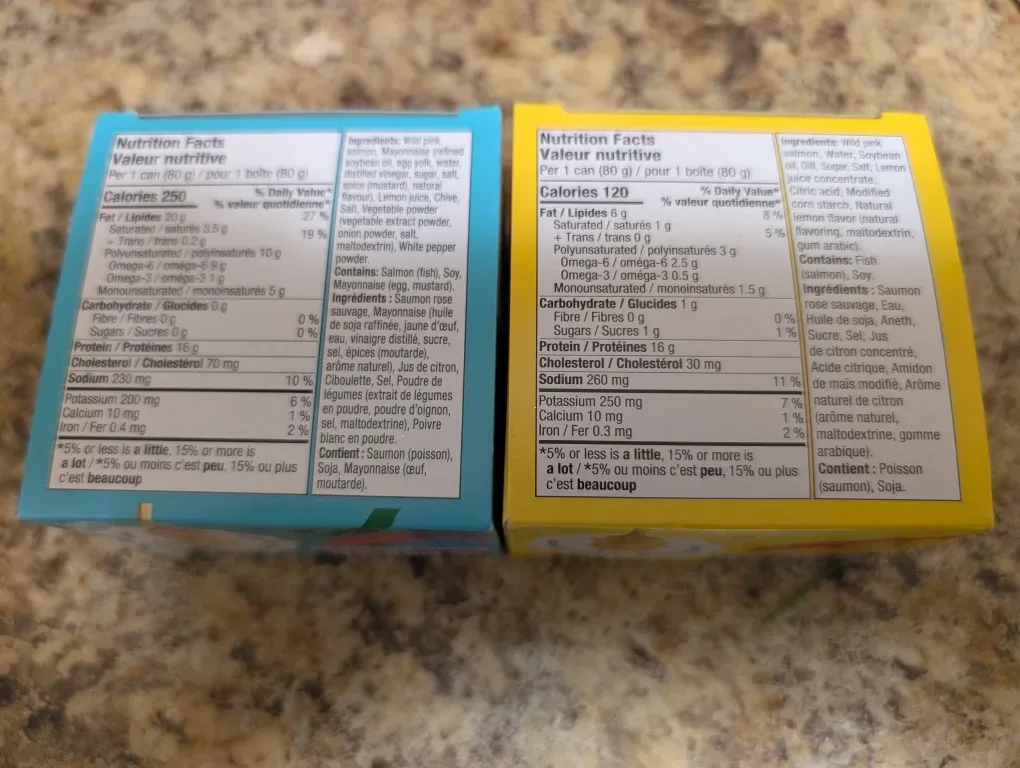 Nutrition Facts
Valeur nutritive
Per 1 can (80 g) / pour 1 boîte (80 g)
Calories 250
% Daily Value*
% valeur quotidienne*
Fat / Lipides 20 g 27 %
Saturated / saturés 3.5 g 19 %
+ Trans / trans 0.2 g
Polyunsaturated / polyinsaturés 10 g
Omega-6 / oméga-6 9 g
Omega-3 / oméga-3 1 g
Monounsaturated / monoinsaturés 5 g
Carbohydrate / Glucides 0 g
Fibre / Fibres 0 g 0 %
Sugars / Sucres 0 g 0 %
Protein / Protéines 16 g
Cholesterol / Cholestérol 70 mg
Sodium 230 mg 10 %
Potassium 200 mg 6 %
Calcium 10 mg 1 %
Iron / Fer 0.4 mg 2 %
*5% or less is a little, 15% or more is
a lot / *5% ou moins c'est peu, 15% ou plus
c'est beaucoup
Ingredients: Wild pink
salmon, Mayonnaise (refined
soybean oil, egg yolk, water,
distilled vinegar, sugar, salt,
spice (mustard), natural
flavour), Lemon juice, Chive,
Salt, Vegetable powder
(vegetable extract powder,
onion powder, salt,
maltodextrin), White pepper
powder.
Contains: Salmon (fish), Soy,
Mayonnaise (egg, mustard).
Ingrédients : Saumon rose
sauvage, Mayonnaise (huile
de soja raffinée, jaune d'œuf,
eau, vinaigre distillé, sucre,
sel, épices (moutarde),
arôme naturel), Jus de citron,
Ciboulette, Sel, Poudre de
légumes (extrait de légumes
en poudre, poudre d'oignon,
sel, maltodextrine), Poivre
blanc en poudre.
Contient : Saumon (poisson),
Soja, Mayonnaise (œuf,
moutarde).
Nutrition Facts
Valeur nutritive
Per 1 can (80 g) / pour 1 boîte (80 g)
Calories 120
% Daily Value*
% valeur quotidienne*
Fat / Lipides 6 g 8 %
Saturated / saturés 1 g 5 %
+ Trans / trans 0 g
Polyunsaturated / polyinsaturés 3 g
Omega-6 / oméga-6 2.5 g
Omega-3 / oméga-3 0.5 g
Monounsaturated / monoinsaturés 1.5 g
Carbohydrate / Glucides 1 g
Fibre / Fibres 0 g 0 %
Sugars / Sucres 1 g 1 %
Protein / Protéines 16 g
Cholesterol / Cholestérol 30 mg
Sodium 260 mg 11 %
Potassium 250 mg 7 %
Calcium 10 mg 1 %
Iron / Fer 0.3 mg 2 %
*5% or less is a little, 15% or more is
a lot / *5% ou moins c'est peu, 15% ou plus
c'est beaucoup
Ingredients: Wild pink
salmon, Water, Soybean
oil, Dill, Sugar, Salt, Lemon
juice concentrate,
Citric acid, Modified
corn starch, Natural
lemon flavor (natural
flavoring, maltodextrin,
gum arabic).
Contains: Fish
(salmon), Soy.
Ingrédients : Saumon
rose sauvage, Eau,
Huile de soja, Aneth,
Sucre, Sel, Jus
de citron concentré,
Acide citrique, Amidon
de maïs modifié, Arôme
naturel de citron
(arôme naturel,
maltodextrine, gomme
arabique).
Contient : Poisson
(saumon), Soja.